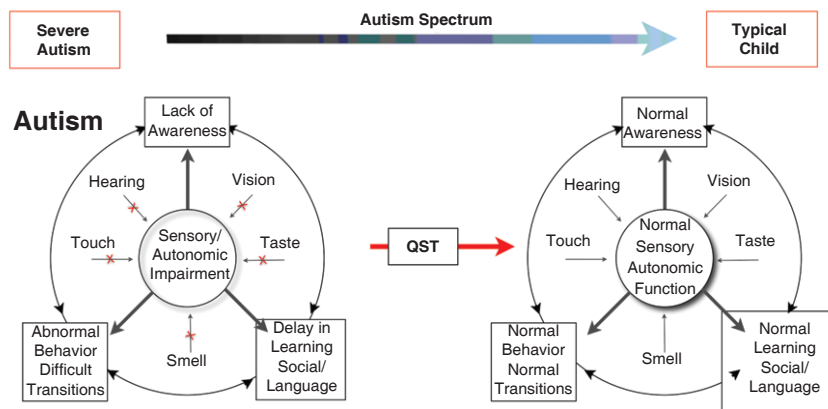 Severe
Autism
Autism Spectrum
Typical
Child
Autism
Lack of
Awareness
Hearing
Vision
Touch
Sensory/
Autonomic
Impairment
Taste
Abnormal
Behavior
Difficult
Transitions
Smell
Delay in
Learning
Social/
Language
QST
Normal
Awareness
Hearing
Vision
Touch
Normal
Sensory
Autonomic
Function
Taste
Normal
Behavior
Normal
Transitions
Smell
Normal
Learning
Social/
Language